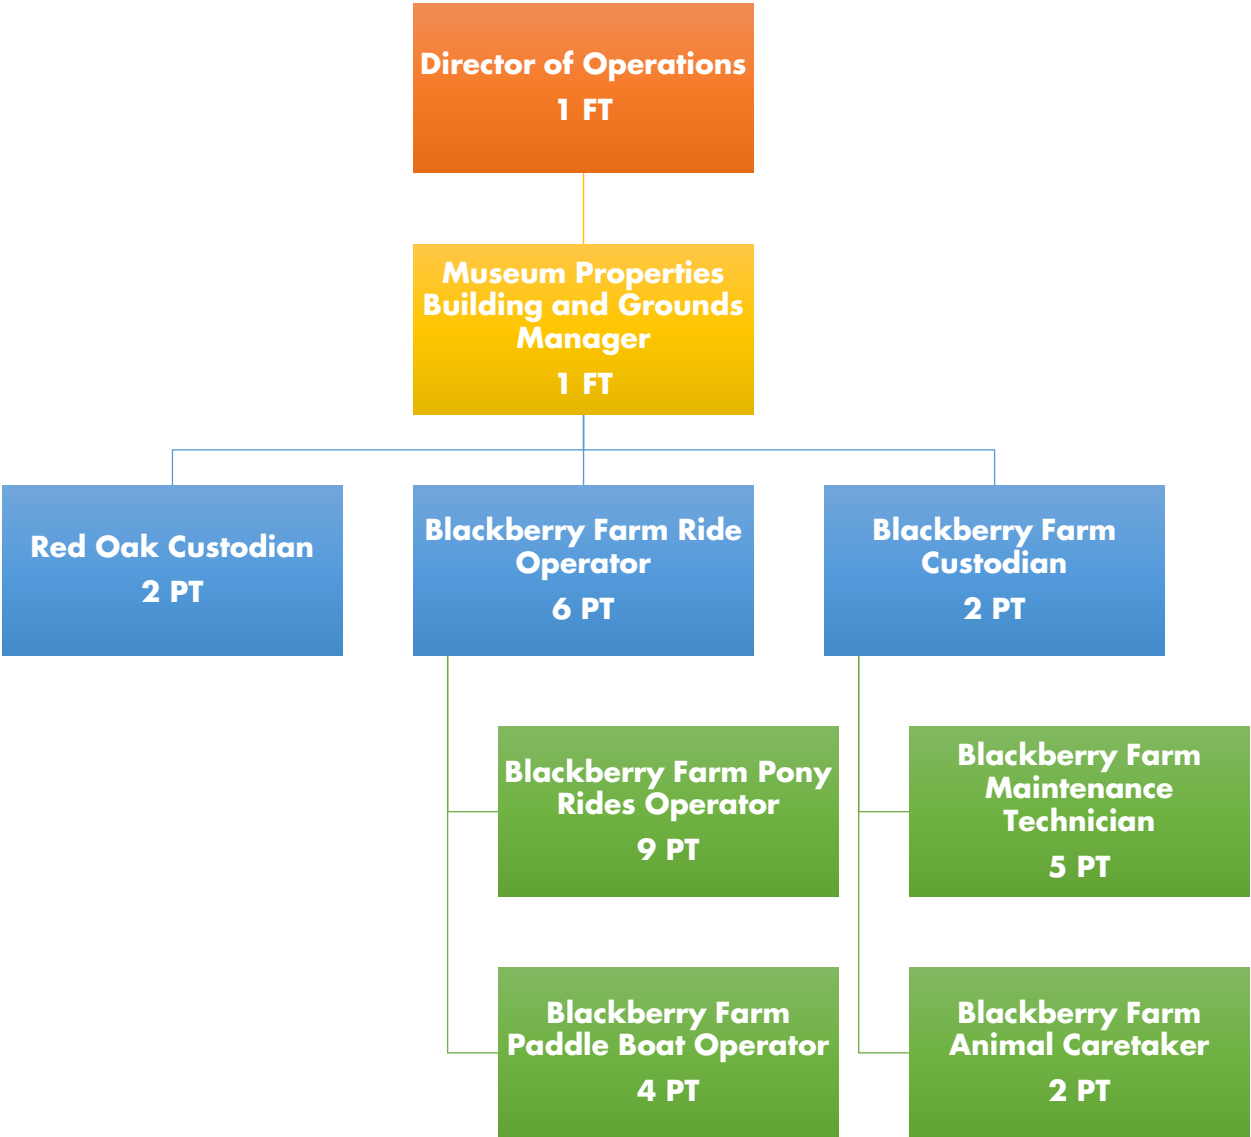 Director of Operations
1 FT
Museum Properties
Building and Grounds
Manager
1 FT
Red Oak Custodian
2 PT
Blackberry Farm Ride
Operator
6 PT
Blackberry Farm
Custodian
2 PT
Blackberry Farm Pony
Rides Operator
9 PT
Blackberry Farm
Maintenance
Technician
5 PT
Blackberry Farm
Paddle Boat Operator
4 PT
Blackberry Farm
Animal Caretaker
2 PT